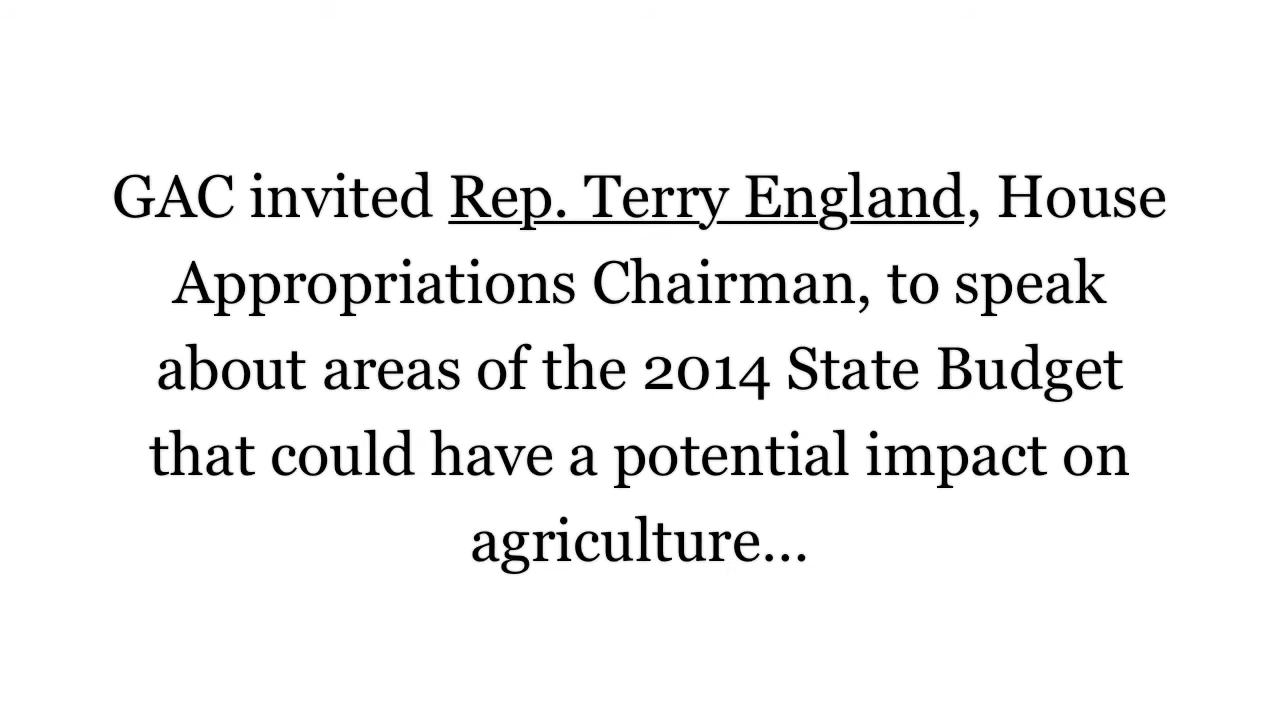 GAC invited Rep. Terry England, House
Appropriations Chairman, to speak
about areas of the 2014 State Budget
that could have a potential impact on
agriculture...